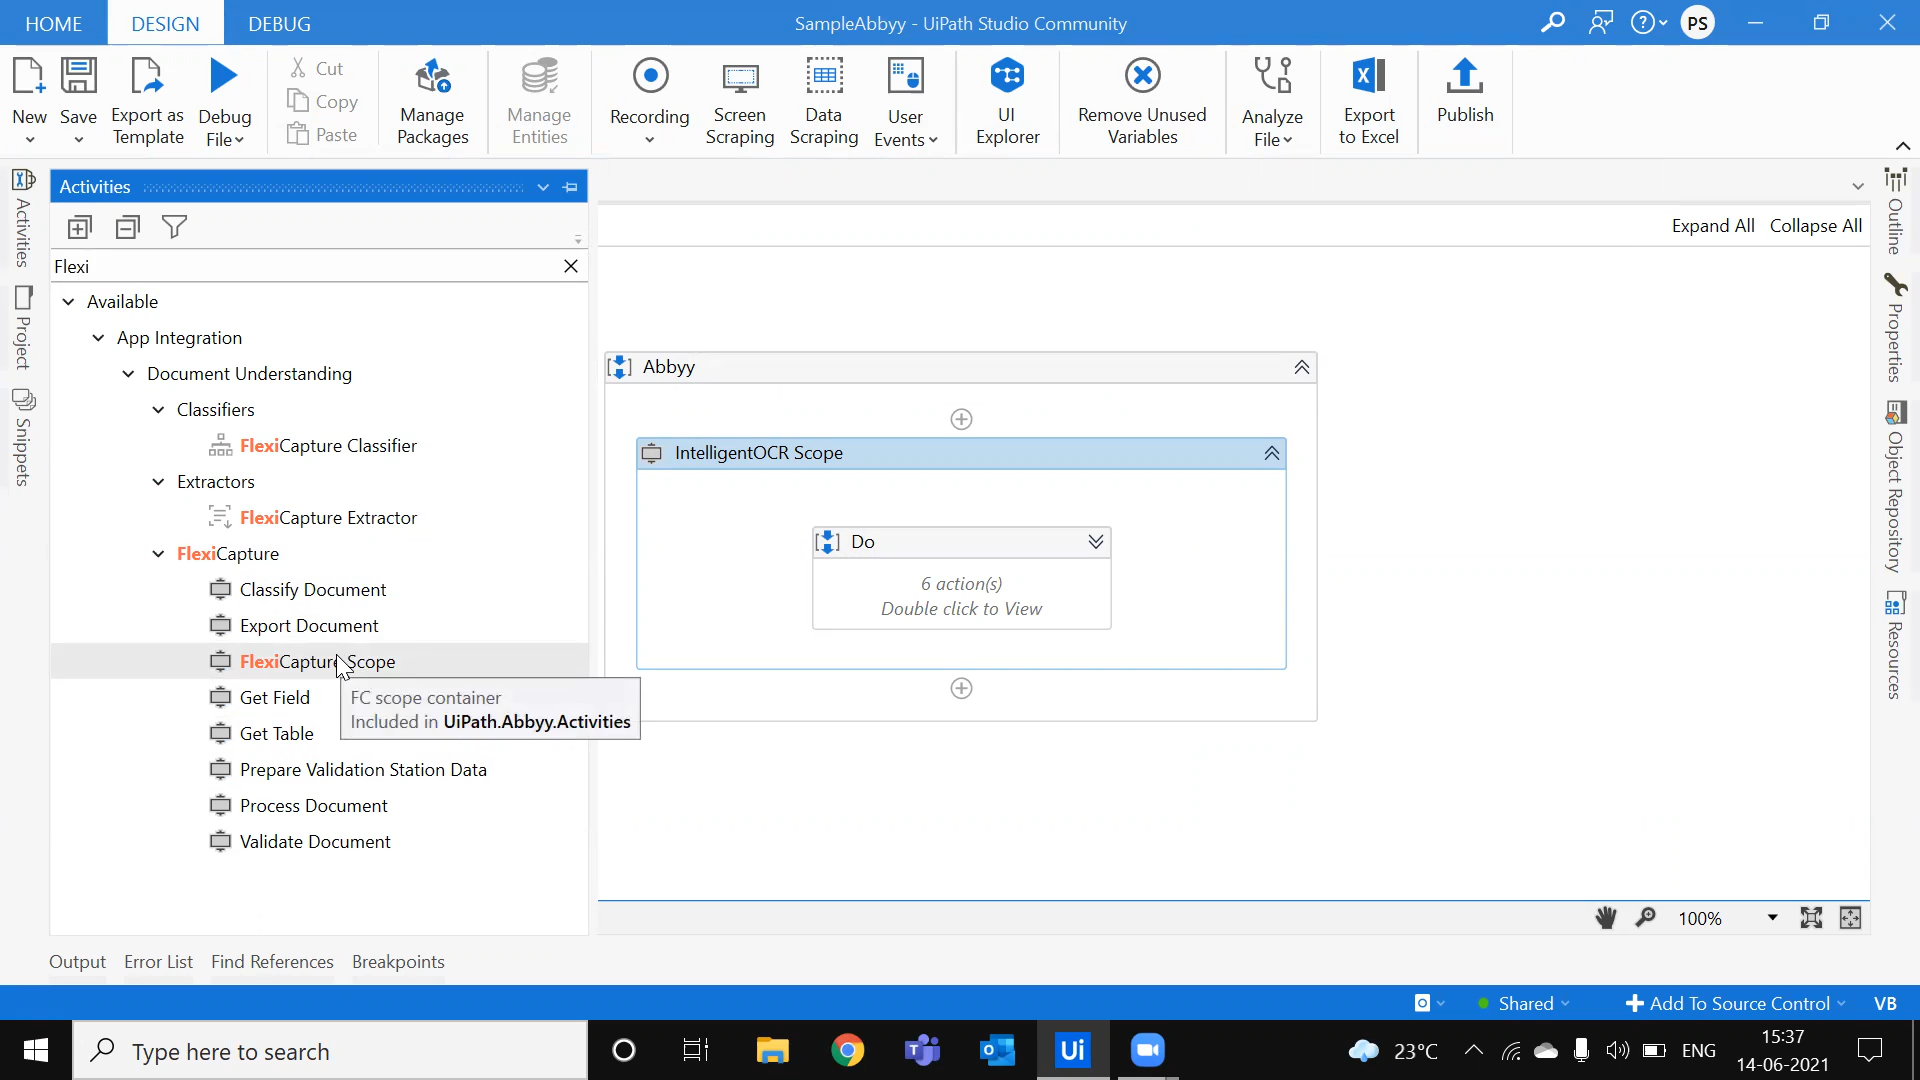 HOME DESIGN DEBUG SampleAbbyy - UiPath Studio Community PS
New Save Export as Template Debug File Cut Copy Paste Manage Packages Manage Entities Recording Screen Scraping Data Scraping User Events UI Explorer Remove Unused Variables Analyze File Export to Excel Publish
Activities
Project
Snippets
Activities
Flexi
Available
App Integration
Document Understanding
Classifiers
FlexiCapture Classifier
Extractors
FlexiCapture Extractor
FlexiCapture
Classify Document
Export Document
FlexiCapture Scope
Get Field
Get Table
Prepare Validation Station Data
Process Document
Validate Document
FC scope container
Included in UiPath.Abbyy.Activities
Expand All Collapse All
Abbyy
IntelligentOCR Scope
Do
6 action(s)
Double click to View
100%
Outline
Properties
Object Repository
Resources
Output Error List Find References Breakpoints
Shared Add To Source Control VB
Type here to search
Ui
23°C ENG
15:37
14-06-2021